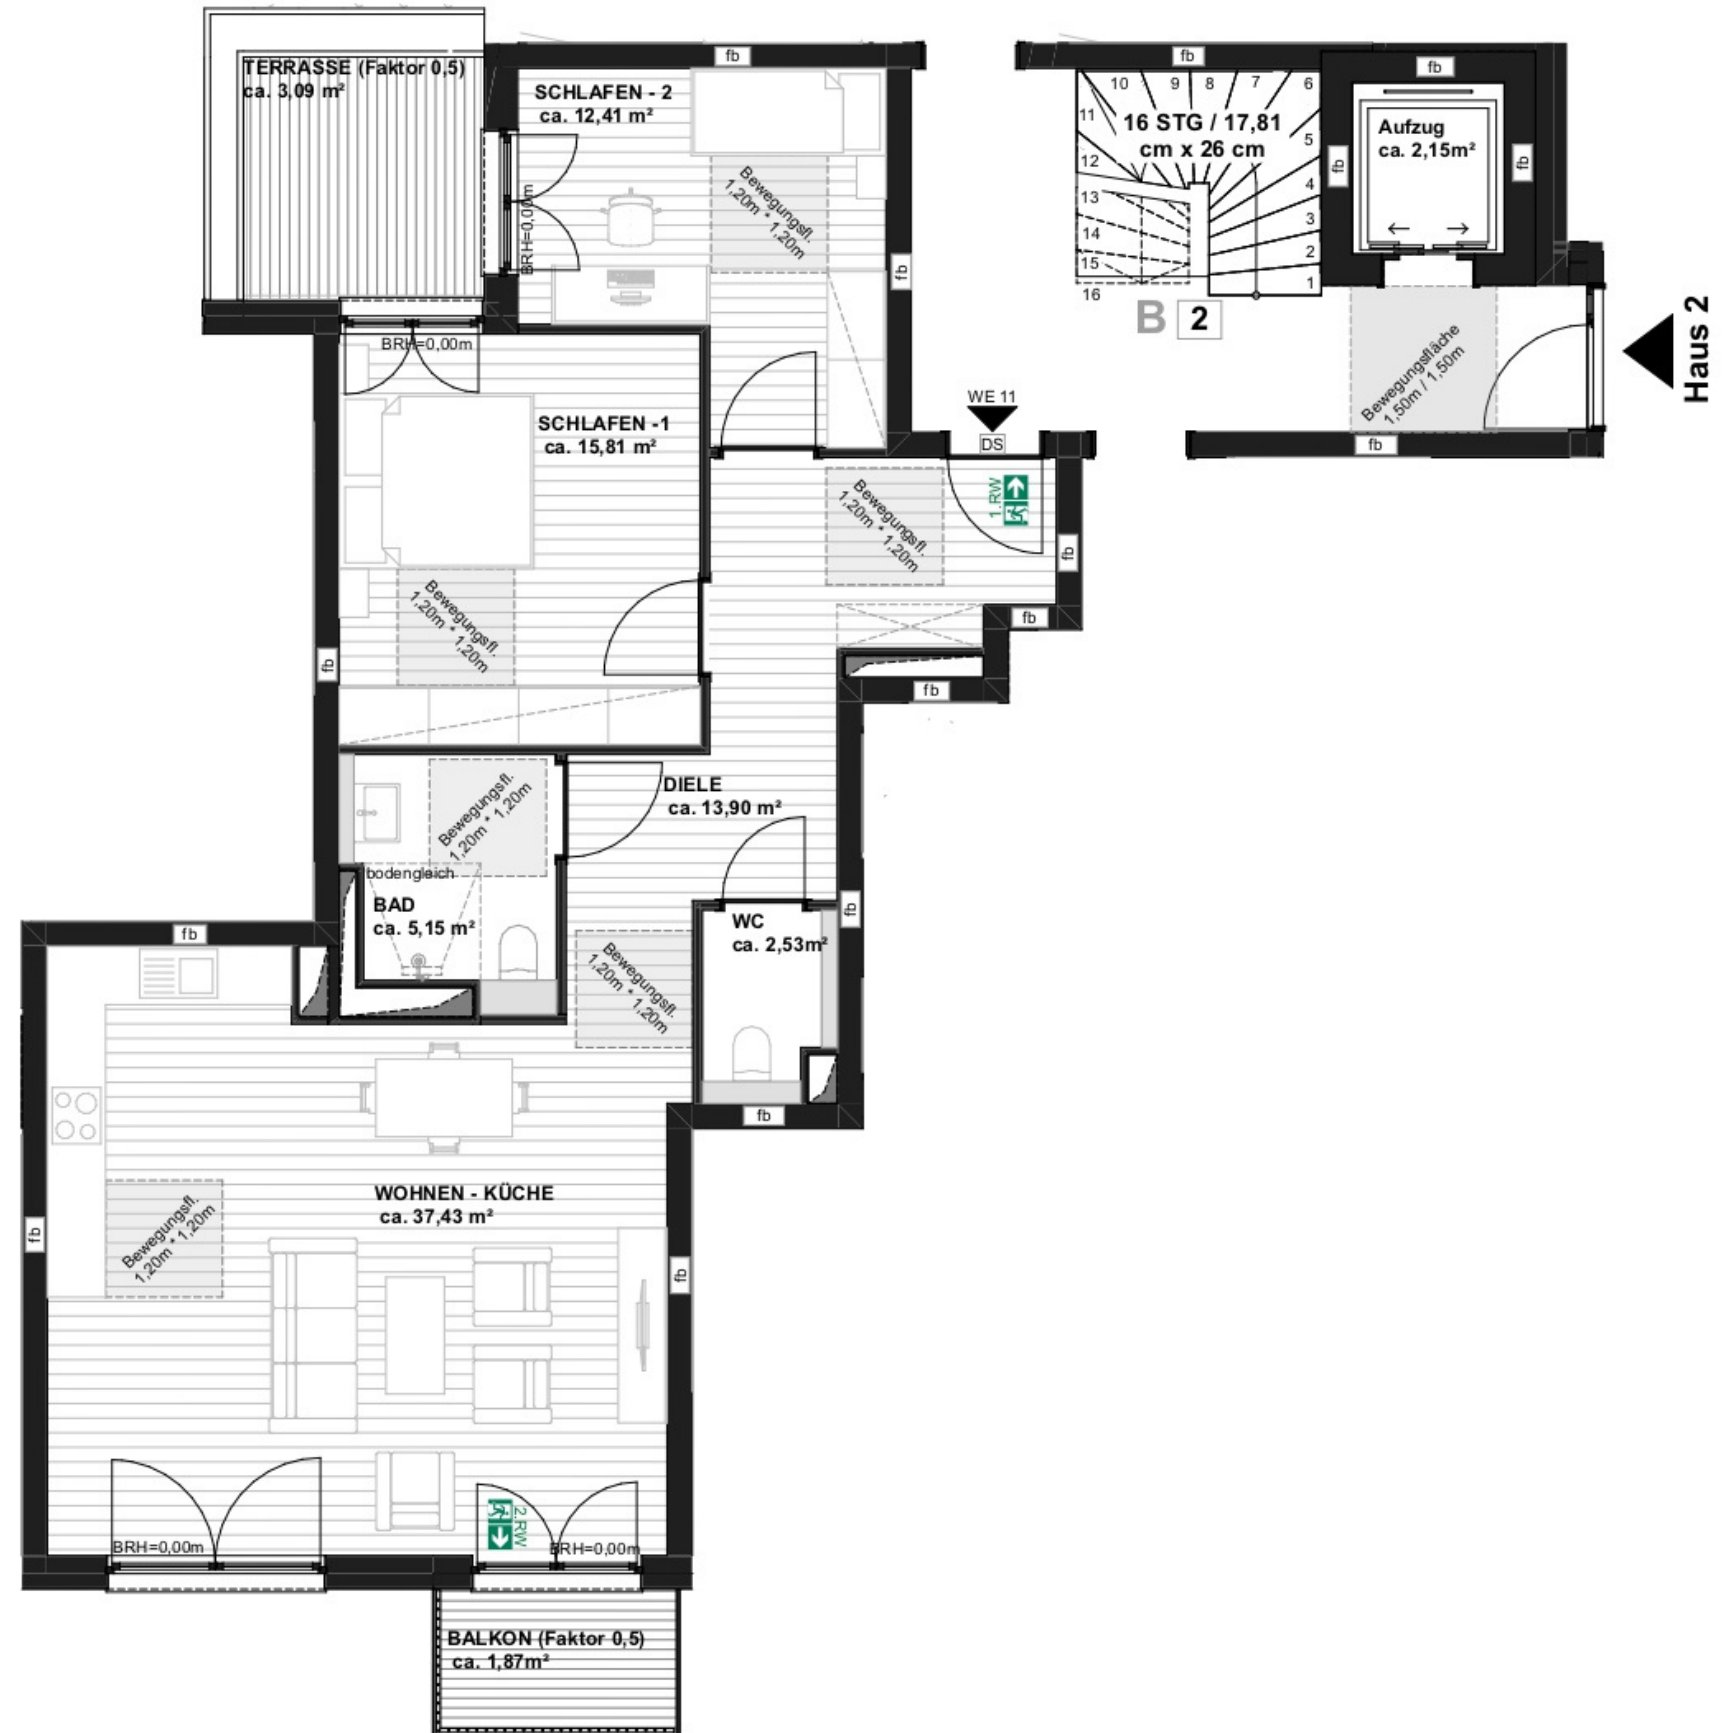 TERRASSE (Faktor 0,5)
ca. 3,09 m²
fb
SCHLAFEN - 2
ca. 12,41 m²
BRH=0,00m
Bewegungsfl.
1,20m * 1,20m
fb
fb
10
9
8
7
6
11
16 STG / 17,81
cm x 26 cm
5
12
4
13
3
14
2
15
1
16
fb
Aufzug
ca. 2,15m²
fb
fb
B
2
Bewegungsfläche
1,50m / 1,50m
Haus 2
fb
BRH=0,00m
SCHLAFEN -1
ca. 15,81 m²
WE 11
DS
1.RW
Bewegungsfl.
1,20m * 1,20m
fb
Bewegungsfl.
1,20m * 1,20m
fb
fb
fb
Bewegungsfl.
1,20m * 1,20m
DIELE
ca. 13,90 m²
bodengleich
BAD
ca. 5,15 m²
WC
ca. 2,53m²
fb
fb
Bewegungsfl.
1,20m * 1,20m
fb
WOHNEN - KÜCHE
ca. 37,43 m²
Bewegungsfl.
1,20m * 1,20m
fb
fb
2.RW
BRH=0,00m
BRH=0,00m
BALKON (Faktor 0,5)
ca. 1,87m²